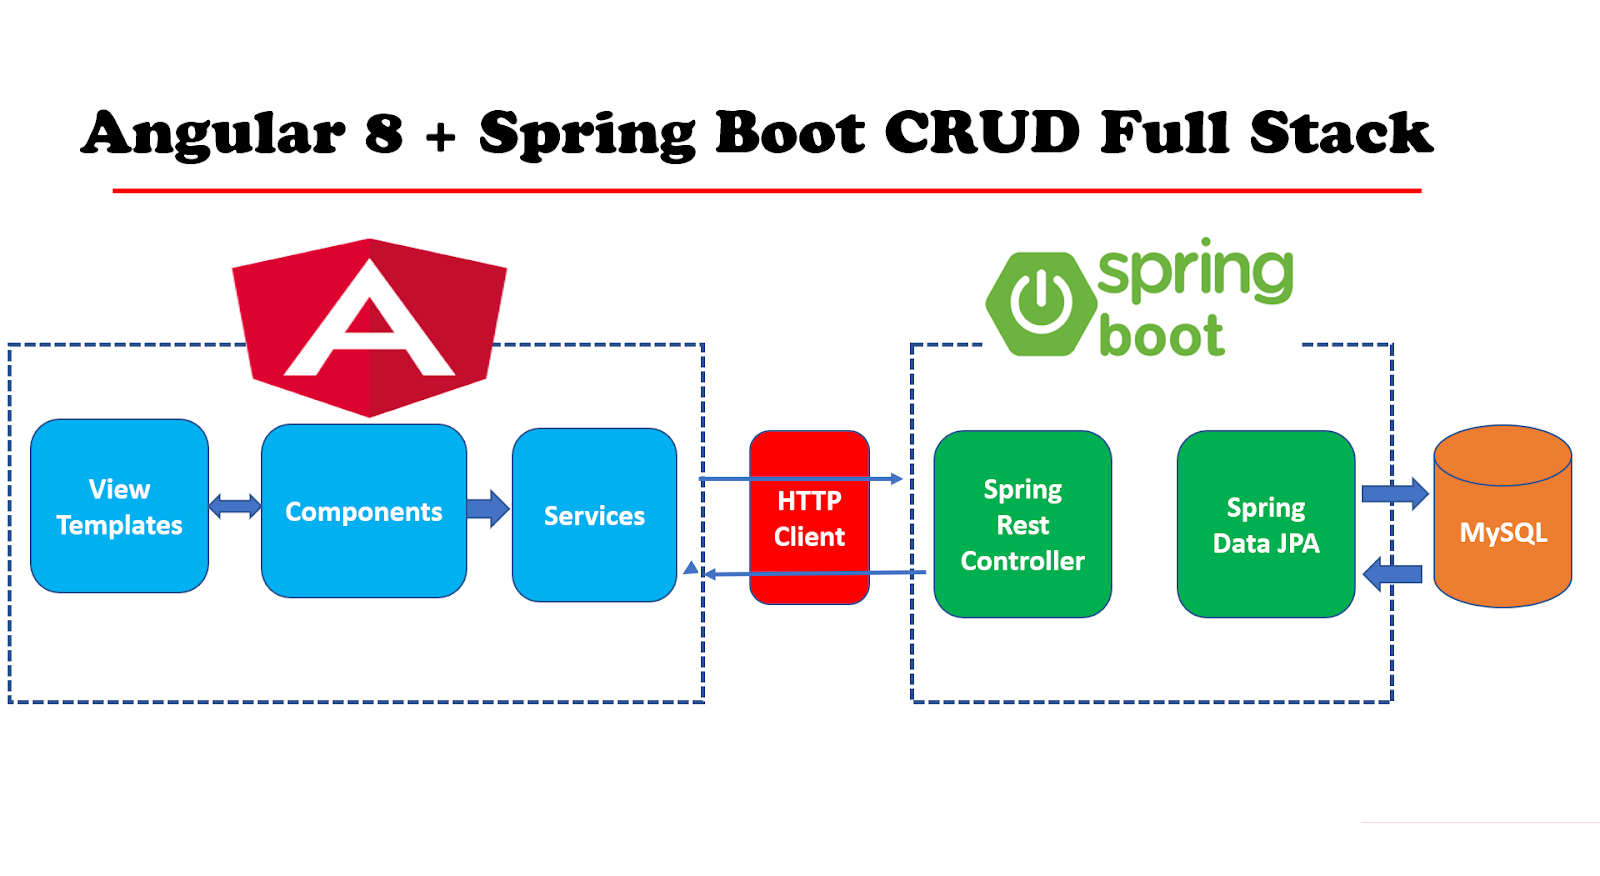 Angular 8 + Spring Boot CRUD Full Stack
A
spring
boot
View
Templates
Components
Services
HTTP
Client
Spring
Rest
Controller
Spring
Data JPA
MySQL